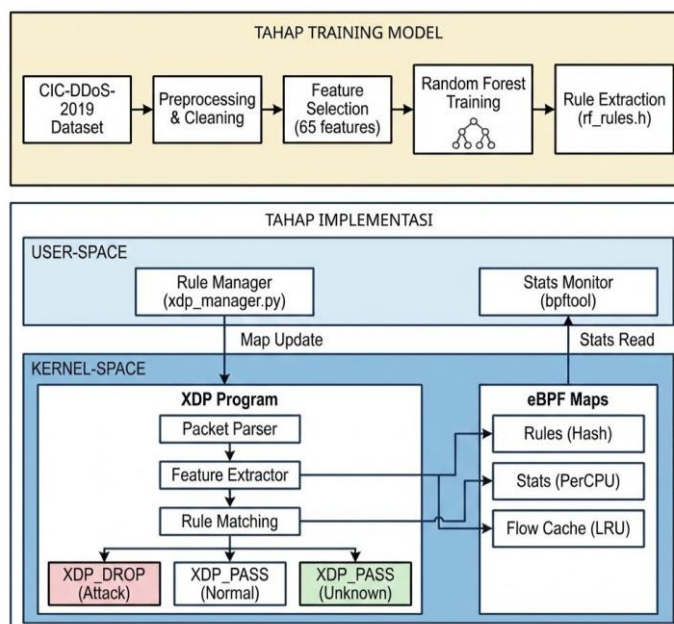 TAHAP TRAINING MODEL
CIC-DDoS-
2019
Dataset
Preprocessing
& Cleaning
Feature
Selection
(65 features)
Random Forest
Training
Rule Extraction
(rf_rules.h)
TAHAP IMPLEMENTASI
USER-SPACE
Rule Manager
(xdp_manager.py)
Stats Monitor
(bpftool)
Map Update
Stats Read
KERNEL-SPACE
XDP Program
Packet Parser
Feature Extractor
Rule Matching
XDP_DROP
(Attack)
XDP_PASS
(Normal)
XDP_PASS
(Unknown)
eBPF Maps
Rules (Hash)
Stats (PerCPU)
Flow Cache (LRU)